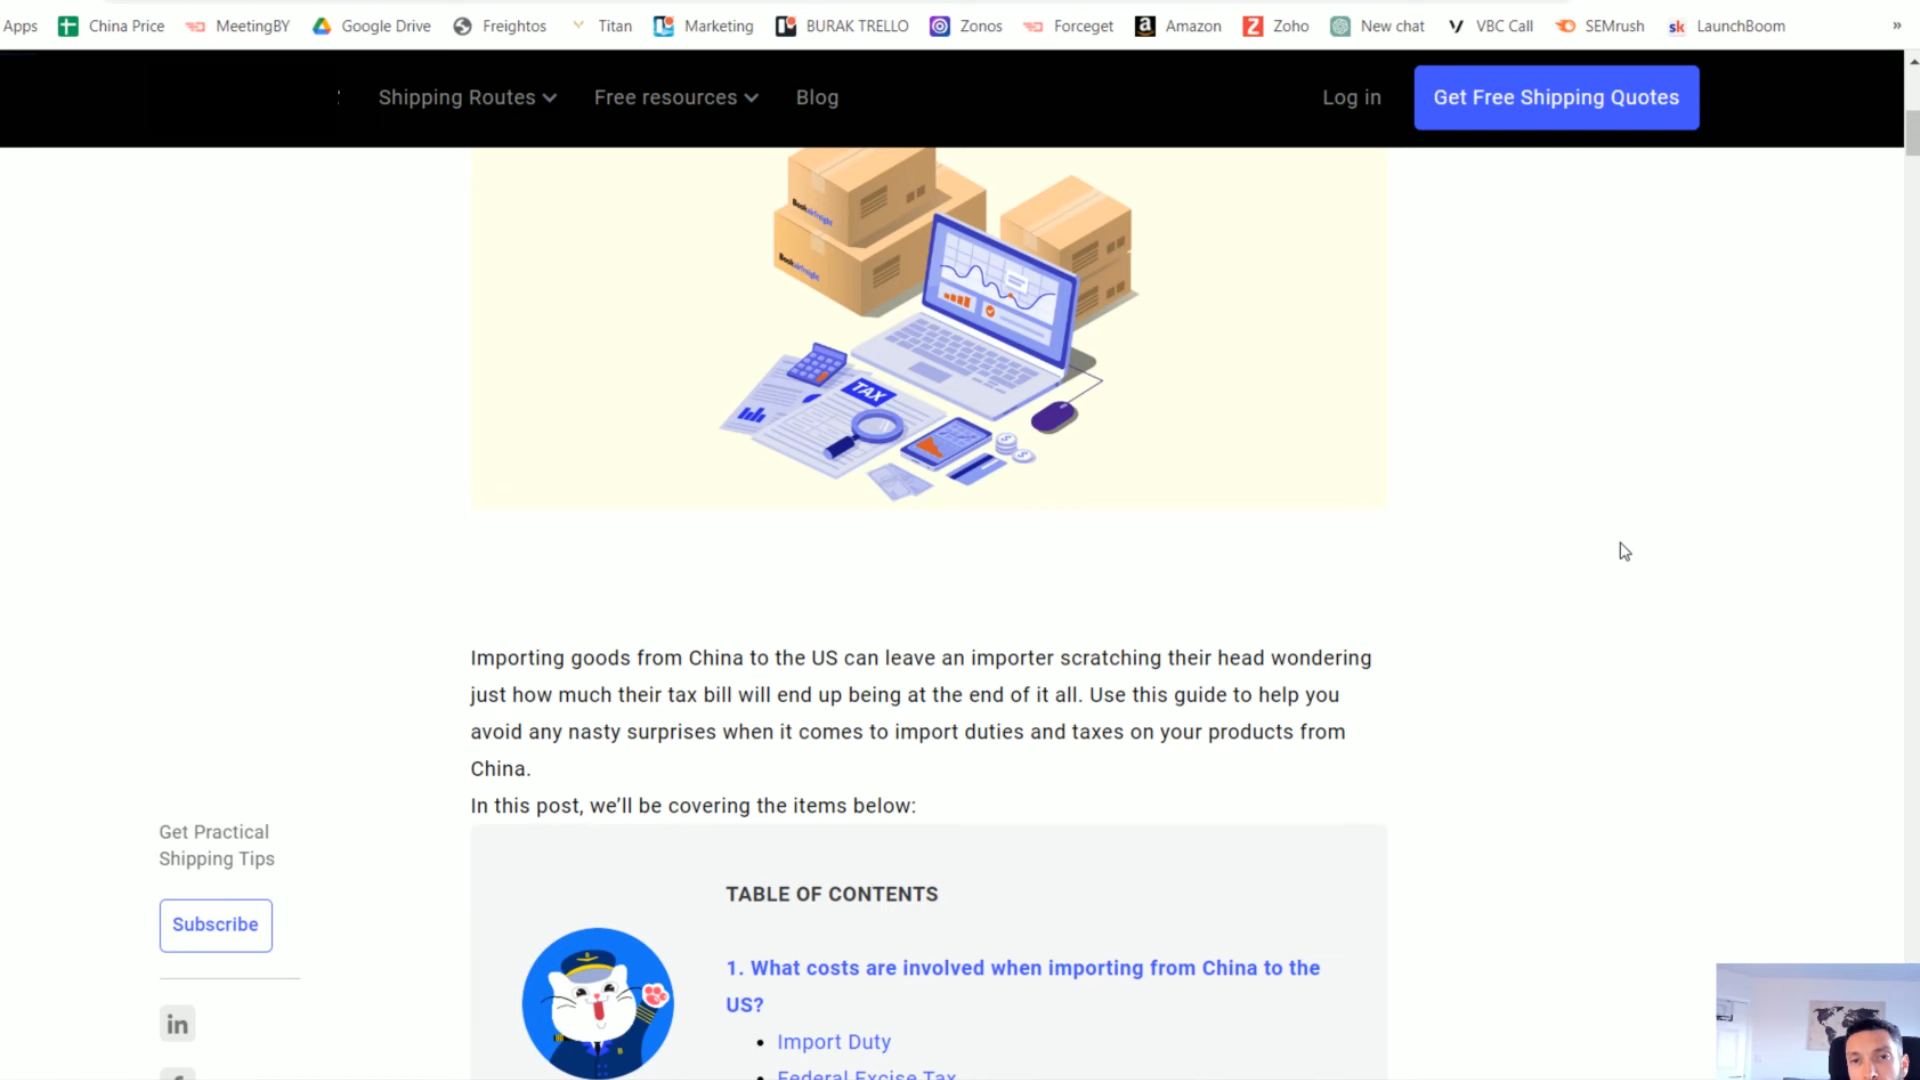 Apps China Price MeetingBY Google Drive Freightos Titan Marketing BURAK TRELLO Zonos Forceget Amazon Zoho New chat VBC Call SEMrush LaunchBoom »
Shipping Routes Free resources Blog Log in Get Free Shipping Quotes
Bookairfreight
Bookairfreight
TAX
Importing goods from China to the US can leave an importer scratching their head wondering
just how much their tax bill will end up being at the end of it all. Use this guide to help you
avoid any nasty surprises when it comes to import duties and taxes on your products from
China.
In this post, we'll be covering the items below:
Get Practical
Shipping Tips
Subscribe
in
TABLE OF CONTENTS
1. What costs are involved when importing from China to the
US?
• Import Duty
• Federal Excise Tax